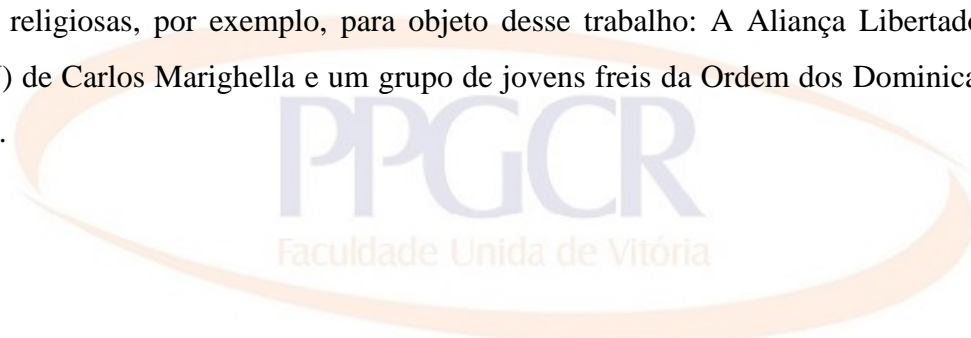 religiosas, por exemplo, para objeto desse trabalho: A Aliança Libertado
) de Carlos Marighella e um grupo de jovens freis da Ordem dos Dominica
.
PPGCR
Faculdade Unida de Vitória